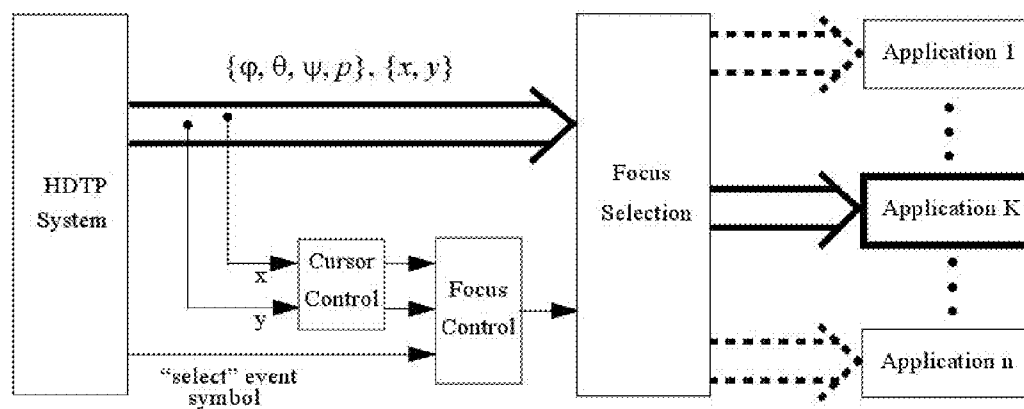 {φ, θ, ψ, p}, {x, y}
HDTP
System
x
y
Cursor
Control
Focus
Control
"select" event
symbol
Focus
Selection
Application 1
Application K
Application n